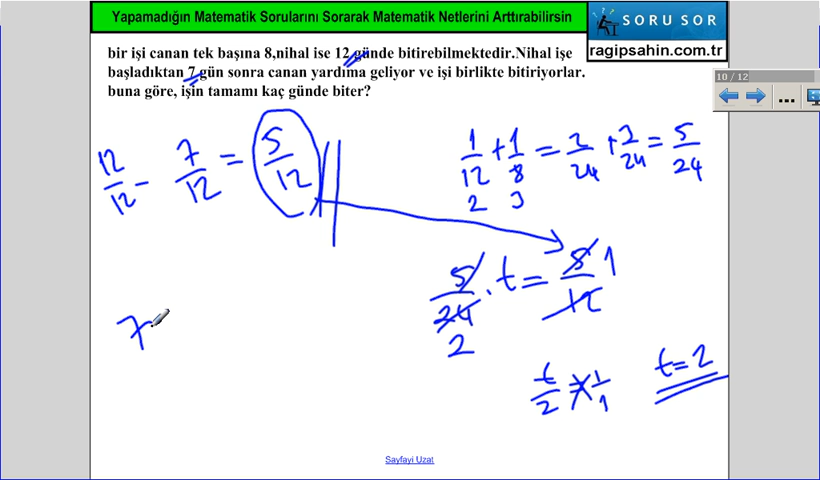 Yapamadığın Matematik Sorularını Sorarak Matematik Netlerini Arttırabilirsin
SORU SOR
ragipsahin.com.tr
bir işi canan tek başına 8,nihal ise 12 günde bitirebilmektedir.Nihal işe
başladıktan 7 gün sonra canan yardıma geliyor ve işi birlikte bitiriyorlar.
buna göre, işin tamamı kaç günde biter?
10 / 12
...
12/12 - 7/12 = 5/12
1/12 + 1/8 = 2/24 + 3/24 = 5/24
2 3
5/24 . t = 5/12 1
2
t/2 = 1/1
t=2
7
Sayfayi Uzat